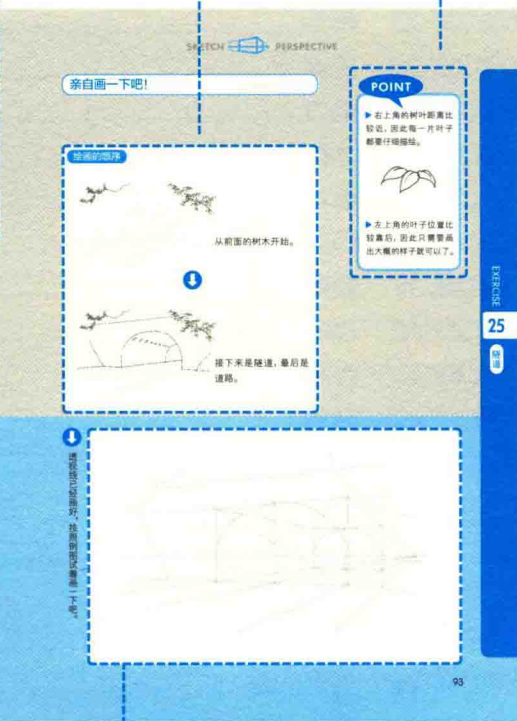 SKETCH PERSPECTIVE
亲自画一下吧！
POINT
▶右上角的树叶距离比
较近，因此每一片叶子
都要仔细描绘。
▶左上角的叶子位置比
较靠后，因此只需要画
出大概的样子就可以了。
绘画的顺序
从前面的树木开始。
接下来是隧道，最后是
道路。
EXERCISE
25
隧道
透视线已经画好，按照例图试着画一下吧。
93